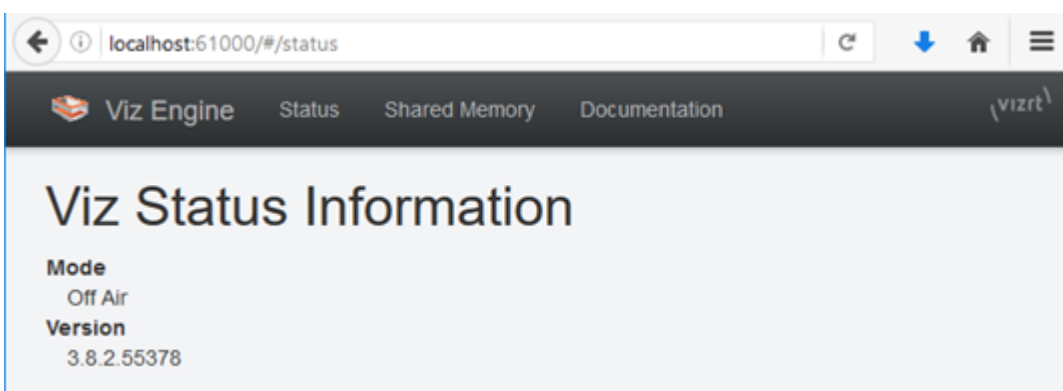 localhost:61000/#/status
Viz Engine Status Shared Memory Documentation vizrt
Viz Status Information
Mode
Off Air
Version
3.8.2.55378